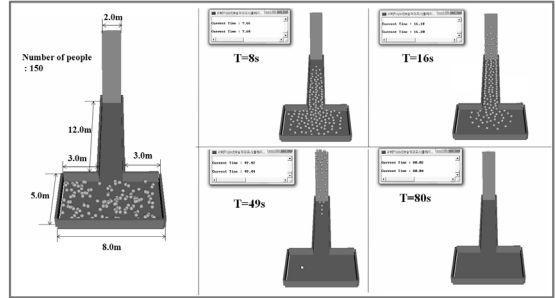 2.0m
Number of people
: 150
12.0m
3.0m
3.0m
5.0m
8.0m
Current Time : 7.66
Current Time : 7.68
T=8s
Current Time : 16.18
Current Time : 16.20
T=16s
Current Time : 49.42
Current Time : 49.44
T=49s
Current Time : 80.02
Current Time : 80.04
T=80s